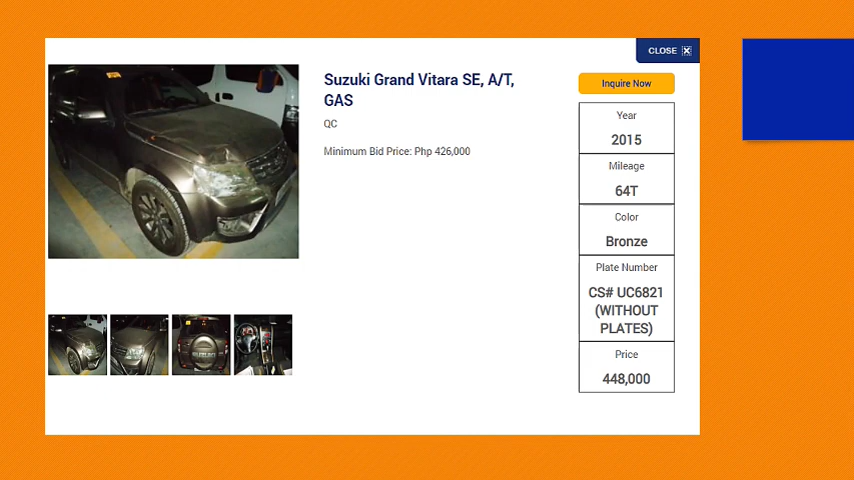 CLOSE
Suzuki Grand Vitara SE, A/T,
GAS
QC
Minimum Bid Price: Php 426,000
Inquire Now
Year
2015
Mileage
64T
Color
Bronze
Plate Number
CS# UC6821
(WITHOUT
PLATES)
Price
448,000